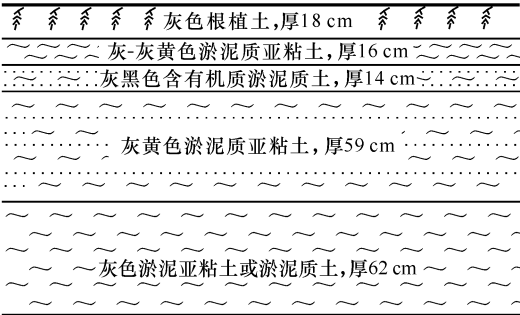 灰色根植土，厚18 cm
灰-灰黄色淤泥质亚粘土，厚16 cm
灰黑色含有机质淤泥质土，厚14 cm
灰黄色淤泥质亚粘土，厚59 cm
灰色淤泥亚粘土或淤泥质土，厚62 cm